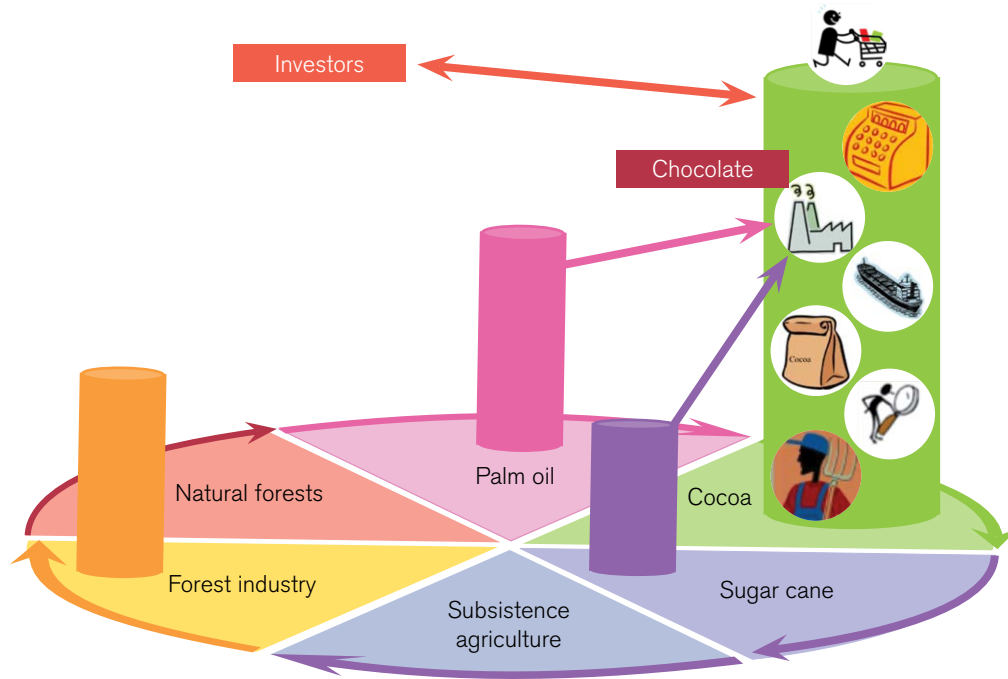 Investors
Chocolate
Cocoa
Palm oil
Natural forests
Cocoa
Forest industry
Sugar cane
Subsistence
agriculture